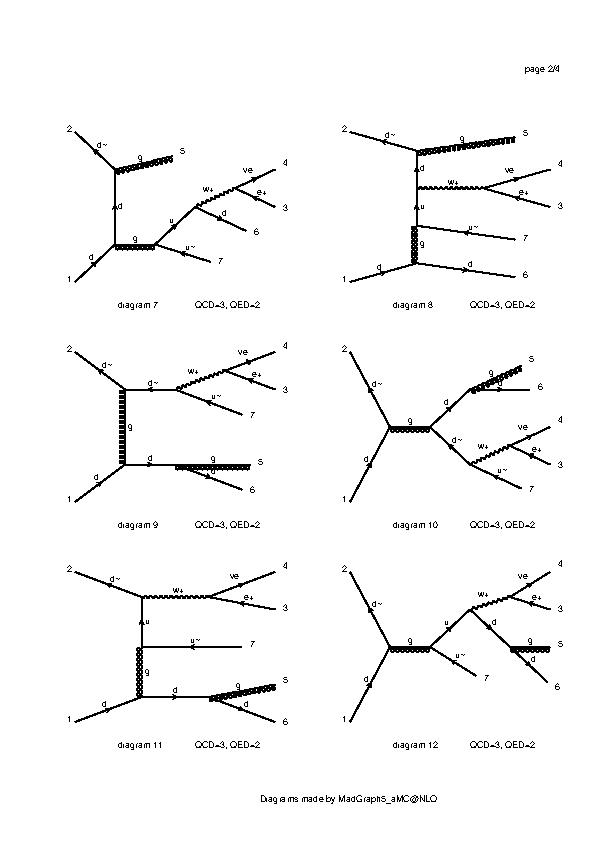 page 2/4
2 d~ g 5 d w+ ve 4 e+ 3 u d 6 g u~ 7 d 1
diagram 7 QCD=3, QED=2
2 d~ g 5 d w+ ve 4 e+ 3 u u~ 7 g d 6 d 1
diagram 8 QCD=3, QED=2
2 d~ d~ w+ ve 4 e+ 3 u~ 7 g d g 5 d 6 d 1
diagram 9 QCD=3, QED=2
2 d~ g 5 d 6 d g d~ w+ ve 4 e+ 3 u~ 7 d 1
diagram 10 QCD=3, QED=2
2 d~ w+ ve 4 e+ 3 u u~ 7 g d g 5 d 6 d 1
diagram 11 QCD=3, QED=2
2 d~ w+ ve 4 e+ 3 u d g 5 d 6 g u~ 7 d 1
diagram 12 QCD=3, QED=2
Diagrams made by MadGraph5_aMC@NLO